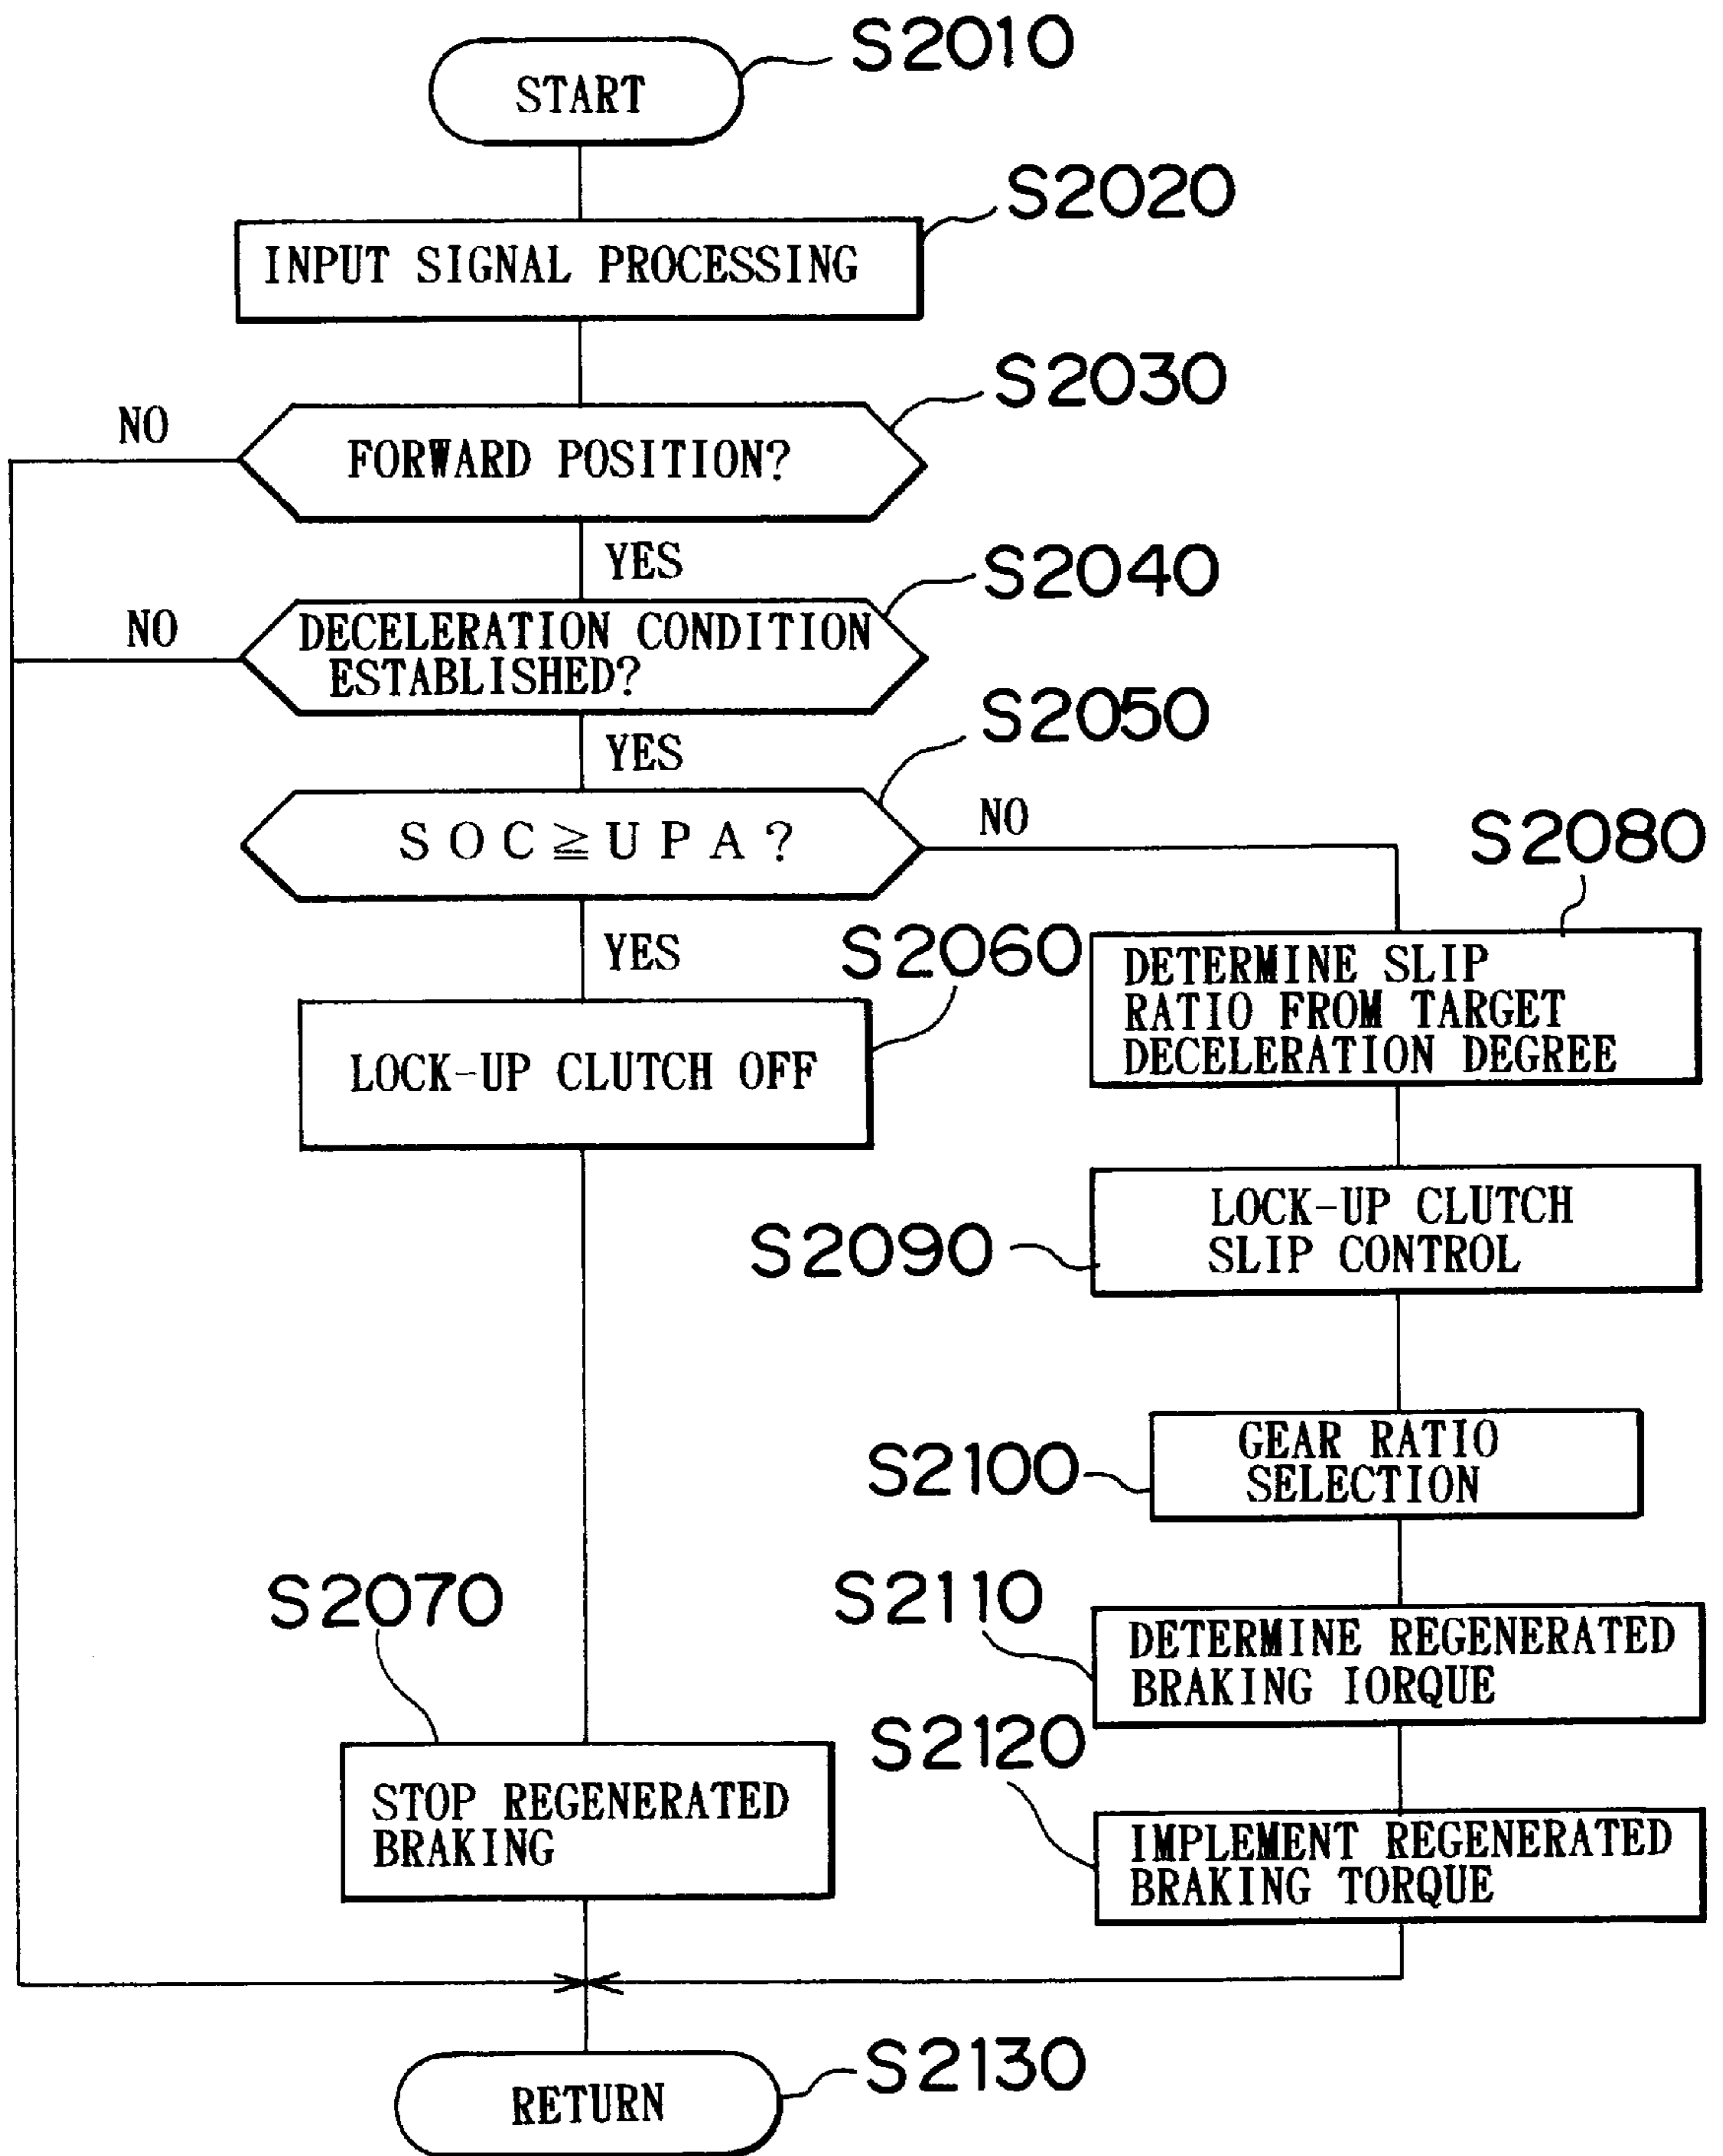 S2010
START
S2020
INPUT SIGNAL PROCESSING
S2030
NO
FORWARD POSITION?
YES
S2040
NO
DECELERATION CONDITION
ESTABLISHED?
YES
S2050
SOC≧UPA?
NO
YES
S2060
LOCK-UP CLUTCH OFF
S2080
DETERMINE SLIP
RATIO FROM TARGET
DECELERATION DEGREE
S2090
LOCK-UP CLUTCH
SLIP CONTROL
S2100
GEAR RATIO
SELECTION
S2070
STOP REGENERATED
BRAKING
S2110
DETERMINE REGENERATED
BRAKING IORQUE
S2120
IMPLEMENT REGENERATED
BRAKING TORQUE
S2130
RETURN